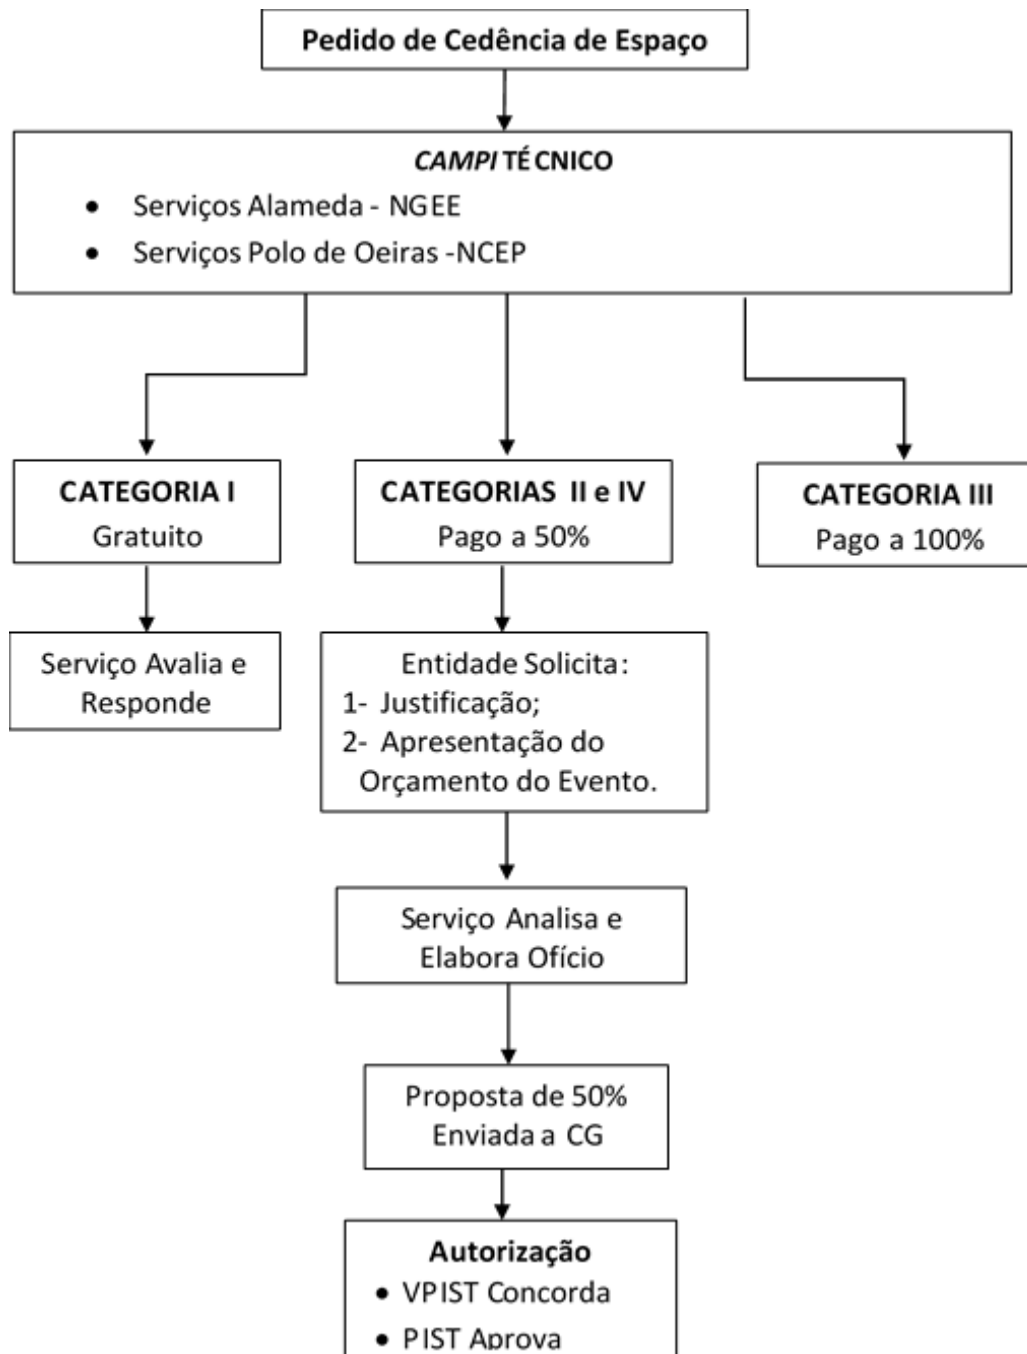 Pedido de Cedência de Espaço
CAMPI TÉCNICO
• Serviços Alameda - NGEE
• Serviços Polo de Oeiras -NCEP
CATEGORIA I
Gratuito
CATEGORIAS II e IV
Pago a 50%
CATEGORIA III
Pago a 100%
Serviço Avalia e
Responde
Entidade Solicita:
1- Justificação;
2- Apresentação do
Orçamento do Evento.
Serviço Analisa e
Elabora Ofício
Proposta de 50%
Enviada a CG
Autorização
• VPIST Concorda
• PIST Aprova